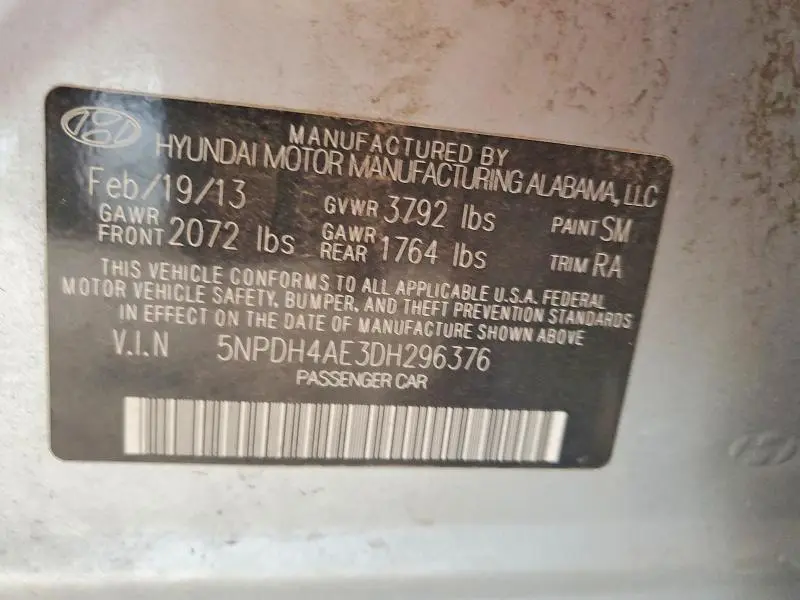 MANUFACTURED BY
HYUNDAI MOTOR MANUFACTURING ALABAMA, LLC
Feb/19/13 GVWR 3792 lbs PAINT SM
GAWR FRONT 2072 lbs GAWR REAR 1764 lbs TRIM RA
THIS VEHICLE CONFORMS TO ALL APPLICABLE U.S.A. FEDERAL
MOTOR VEHICLE SAFETY, BUMPER, AND THEFT PREVENTION STANDARDS
IN EFFECT ON THE DATE OF MANUFACTURE SHOWN ABOVE
V.I.N 5NPDH4AE3DH296376
PASSENGER CAR